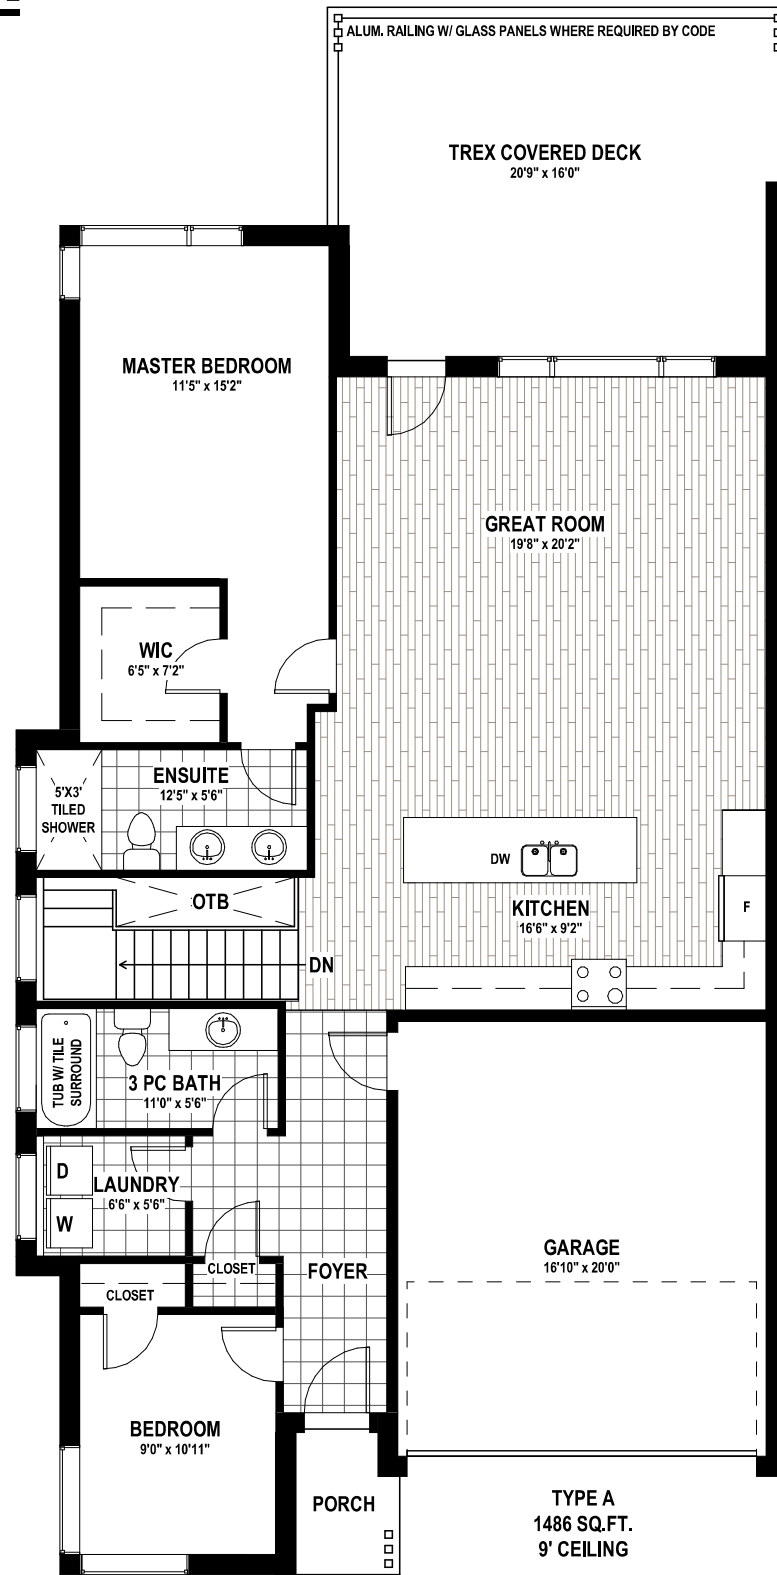 ALUM. RAILING W/ GLASS PANELS WHERE REQUIRED BY CODE
TREX COVERED DECK
20'9" x 16'0"
MASTER BEDROOM
11'5" x 15'2"
GREAT ROOM
19'8" x 20'2"
WIC
6'5" x 7'2"
5'X3'
TILED
SHOWER
ENSUITE
12'5" x 5'6"
DW
OTB
KITCHEN
16'6" x 9'2"
F
DN
TUB W/ TILE
SURROUND
3 PC BATH
11'0" x 5'6"
D
W
LAUNDRY
6'6" x 5'6"
CLOSET
CLOSET
FOYER
GARAGE
16'10" x 20'0"
BEDROOM
9'0" x 10'11"
PORCH
TYPE A
1486 SQ.FT.
9' CEILING